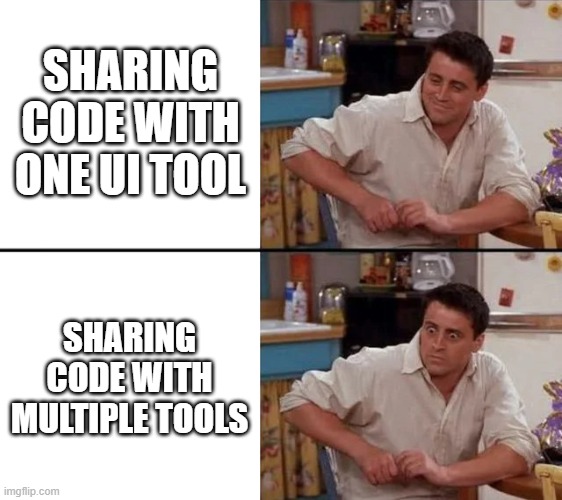 SHARING
CODE WITH
ONE UI TOOL
SHARING
CODE WITH
MULTIPLE TOOLS
imgflip.com